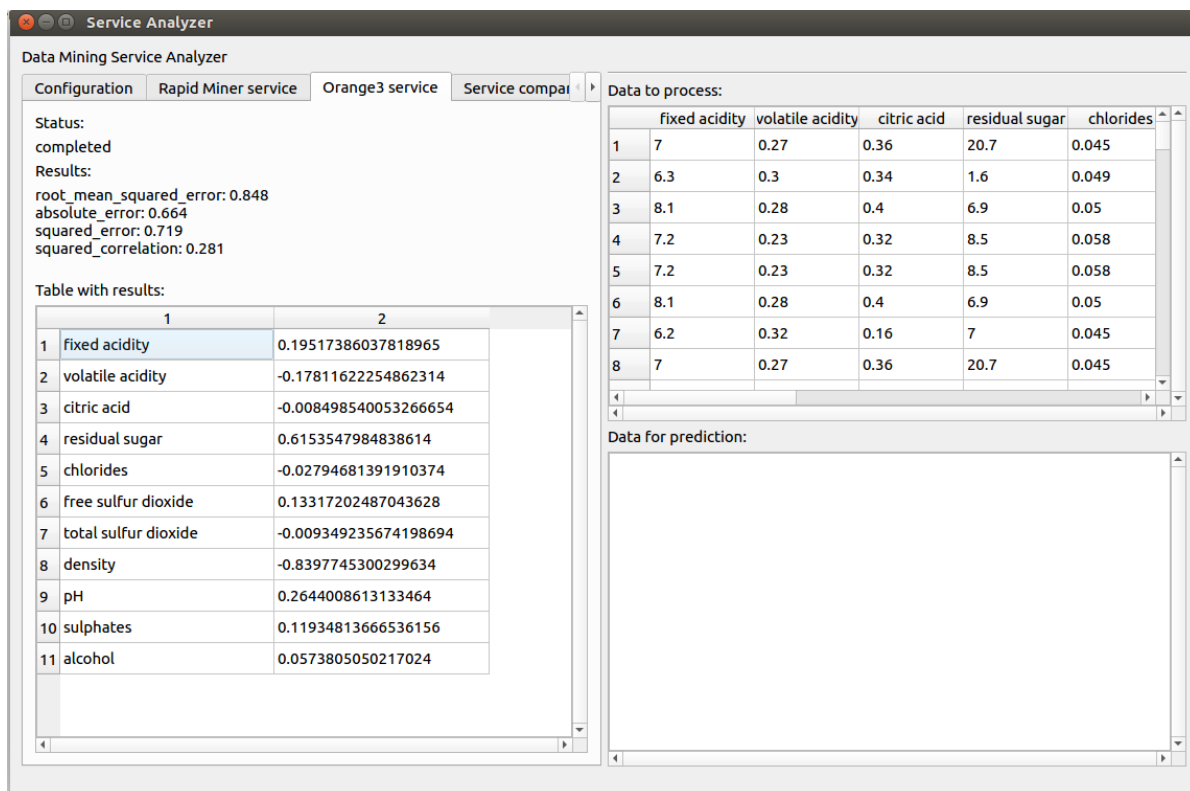 Service Analyzer
Data Mining Service Analyzer
Configuration Rapid Miner service Orange3 service Service compar
Status:
completed
Results:
root_mean_squared_error: 0.848
absolute_error: 0.664
squared_error: 0.719
squared_correlation: 0.281
Table with results:
1 2
1 fixed acidity 0.19517386037818965
2 volatile acidity -0.17811622254862314
3 citric acid -0.008498540053266654
4 residual sugar 0.6153547984838614
5 chlorides -0.02794681391910374
6 free sulfur dioxide 0.13317202487043628
7 total sulfur dioxide -0.009349235674198694
8 density -0.8397745300299634
9 pH 0.2644008613133464
10 sulphates 0.11934813666536156
11 alcohol 0.0573805050217024
Data to process:
fixed acidity volatile acidity citric acid residual sugar chlorides
1 7 0.27 0.36 20.7 0.045
2 6.3 0.3 0.34 1.6 0.049
3 8.1 0.28 0.4 6.9 0.05
4 7.2 0.23 0.32 8.5 0.058
5 7.2 0.23 0.32 8.5 0.058
6 8.1 0.28 0.4 6.9 0.05
7 6.2 0.32 0.16 7 0.045
8 7 0.27 0.36 20.7 0.045
Data for prediction: